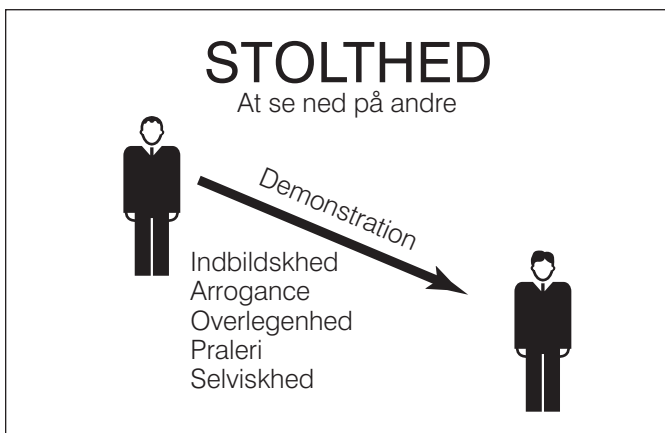 STOLTHED
At se ned på andre
Demonstration
Indbildskhed
Arrogance
Overlegenhed
Praleri
Selviskhed